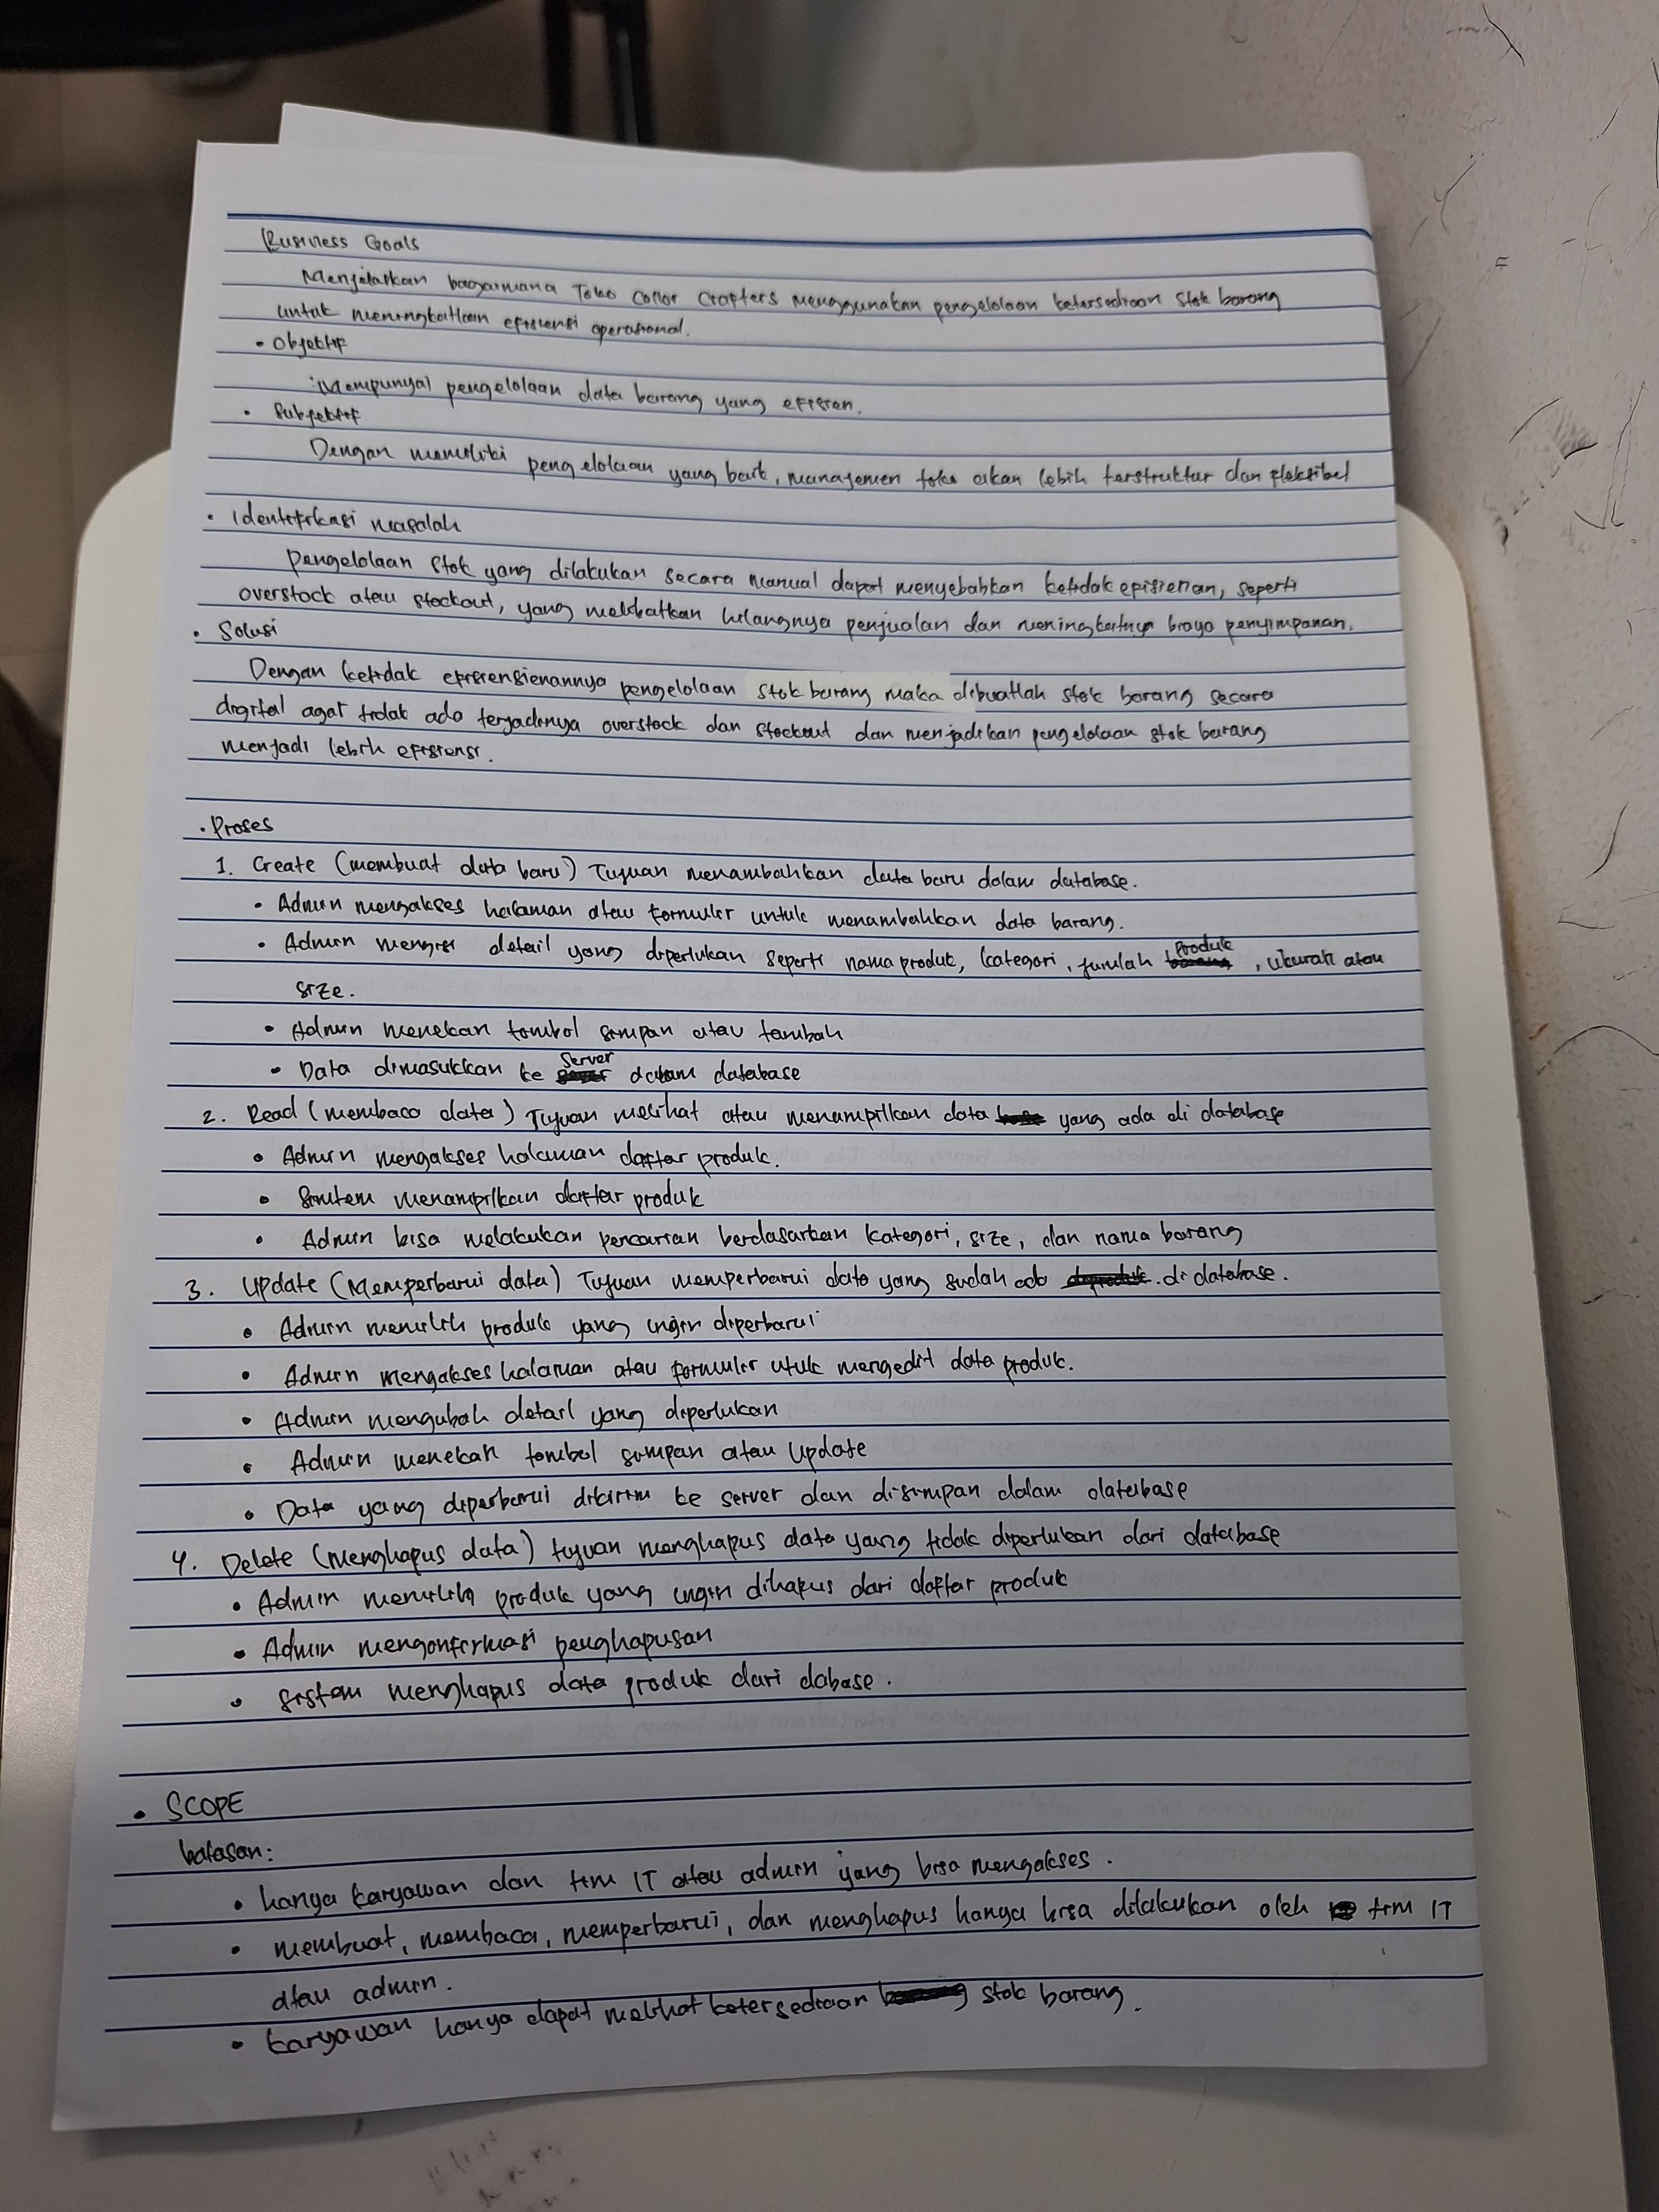 Business Goals
Menjelaskan bagaimana Toko Collor Crafters menggunakan pengelolaan ketersediaan stok barang
untuk meningkatkan efisiensi operasional.
• Objektif
Mempunyai pengelolaan data barang yang efisien.
• Subjektif
Dengan memiliki pengelolaan yang baik, manajemen toko akan lebih terstruktur dan fleksibel
• Identifikasi masalah
Pengelolaan stok yang dilakukan secara manual dapat menyebabkan ketidak efisienan, seperti
overstock atau stockout, yang melibatkan hilangnya penjualan dan meningkatnya biaya penyimpanan.
• Solusi
Dengan ketidak efisiensienannya pengelolaan stok barang maka dibuatlah stok barang secara
digital agar tidak ada terjadinya overstock dan stockout dan menjadikan pengelolaan stok barang
menjadi lebih efisiensi.
• Proses
1. Create (membuat data baru) Tujuan menambahkan data baru dalam database.
• Admin mengakses halaman atau formulir untuk menambahkan data barang.
• Admin mengisi detail yang diperlukan seperti nama produk, kategori, jumlah produk, ukuran atau
size.
• Admin menekan tombol simpan atau tambah
• Data dimasukkan ke server dalam database
2. Read (membaca data) Tujuan melihat atau menampilkan data yang ada di database
• Admin mengakses halaman daftar produk.
• menampilkan daftar produk
• Admin bisa melakukan pencarian berdasarkan kategori, size, dan nama barang
3. Update (Memperbarui data) Tujuan memperbarui data yang sudah ada di database.
• Admin memilih produk yang ingin diperbarui
• Admin mengakses halaman atau formulir utuk mengedit data produk.
• Admin mengubah detail yang diperlukan
• Admin menekan tombol simpan atau Update
• Data yang diperbarui dikirim ke server dan disimpan dalam database
4. Delete (menghapus data) tujuan menghapus data yang tidak diperlukan dari database
• Admin memilih produk yang ingin dihapus dari daftar produk
• Admin mengonfirmasi penghapusan
• sistem menghapus data produk dari dabase.
• SCOPE
batasan:
• hanya karyawan dan tim IT atau admin yang bisa mengakses.
• membuat, membaca, memperbarui, dan menghapus hanya bisa dilakukan oleh tim IT
atau admin.
• karyawan hanya dapat melihat ketersediaan stok barang.